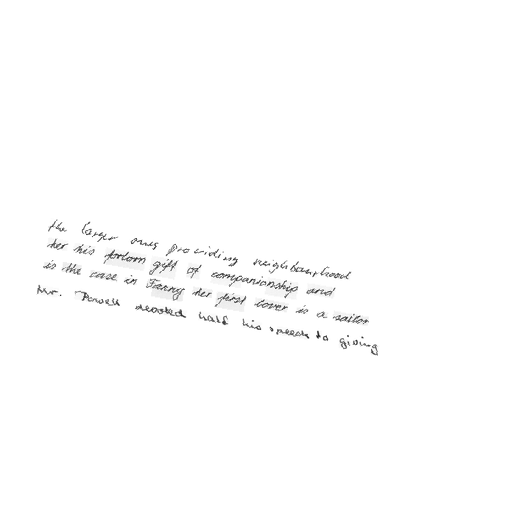 the larger ones providing neighbourhood
her his forlorn gift of companionship and
is the case in Fanny her first lover is a sailor
Mr. Powell devoted half his speech to giving